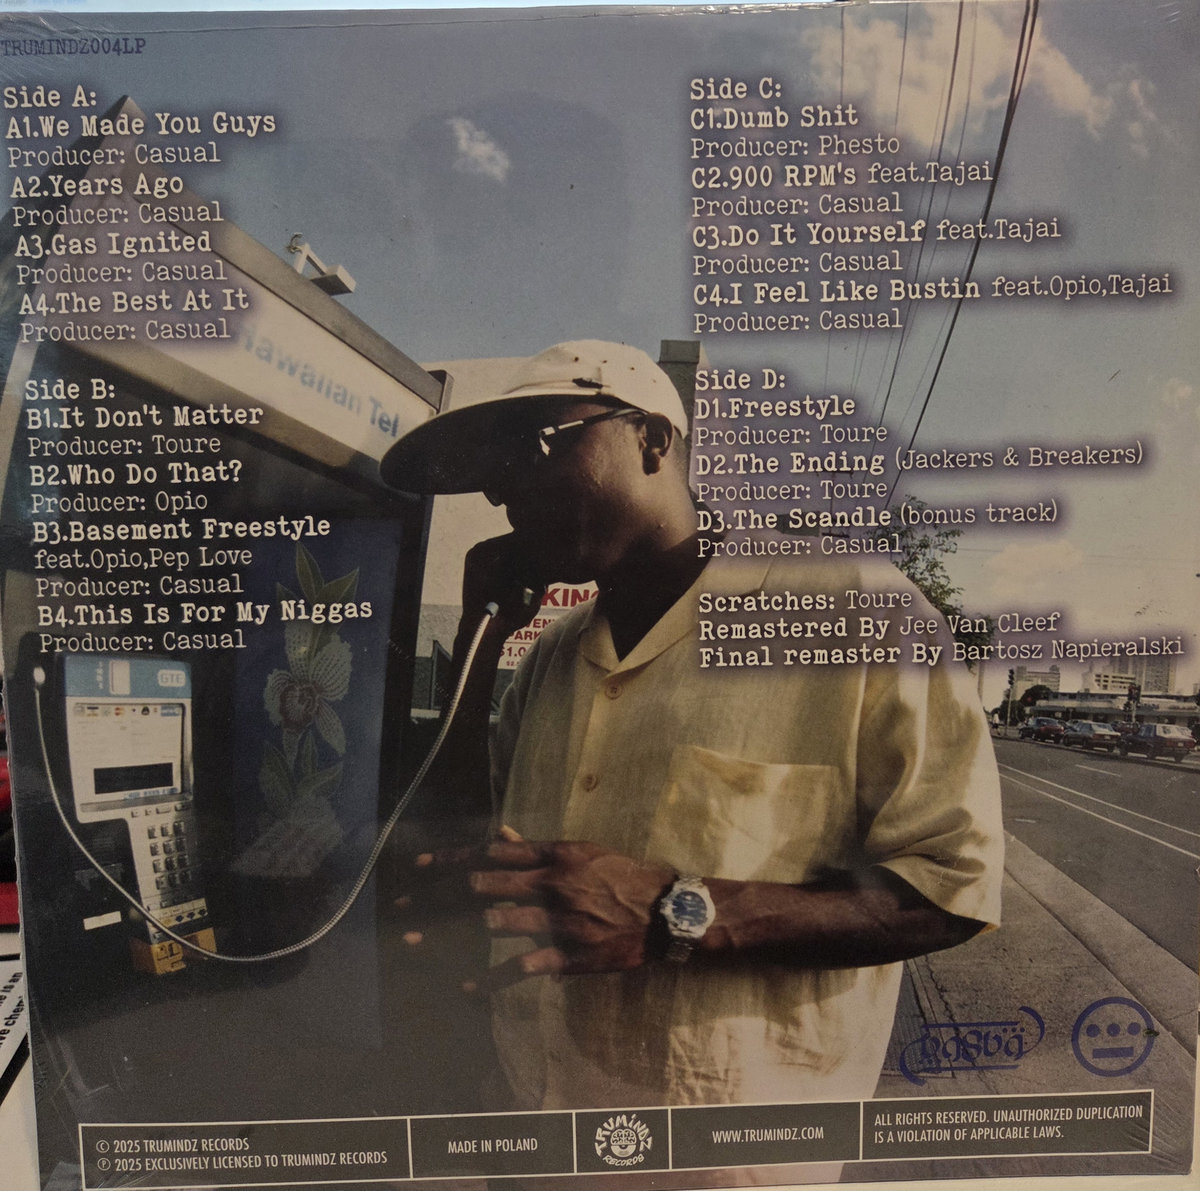 TRUMINDZ004LP
Side A:
A1.We Made You Guys
Producer: Casual
A2.Years Ago
Producer: Casual
A3.Gas Ignited
Producer: Casual
A4.The Best At It
Producer: Casual
Side B:
B1.It Don't Matter
Producer: Toure
B2.Who Do That?
Producer: Opio
B3.Basement Freestyle
feat.Opio,Pep Love
Producer: Casual
B4.This Is For My Niggas
Producer: Casual
Side C:
C1.Dumb Shit
Producer: Phesto
C2.900 RPM's feat.Tajai
Producer: Casual
C3.Do It Yourself feat.Tajai
Producer: Casual
C4.I Feel Like Bustin feat.Opio,Tajai
Producer: Casual
Side D:
D1.Freestyle
Producer: Toure
D2.The Ending (Jackers & Breakers)
Producer: Toure
D3.The Scandle (bonus track)
Producer: Casual
Scratches: Toure
Remastered By Jee Van Cleef
Final remaster By Bartosz Napieralski
Hawaiian Tel
GTE
© 2025 TRUMINDZ RECORDS
℗ 2025 EXCLUSIVELY LICENSED TO TRUMINDZ RECORDS
MADE IN POLAND
TRUMINDZ
RECORDS
WWW.TRUMINDZ.COM
ALL RIGHTS RESERVED. UNAUTHORIZED DUPLICATION
IS A VIOLATION OF APPLICABLE LAWS.